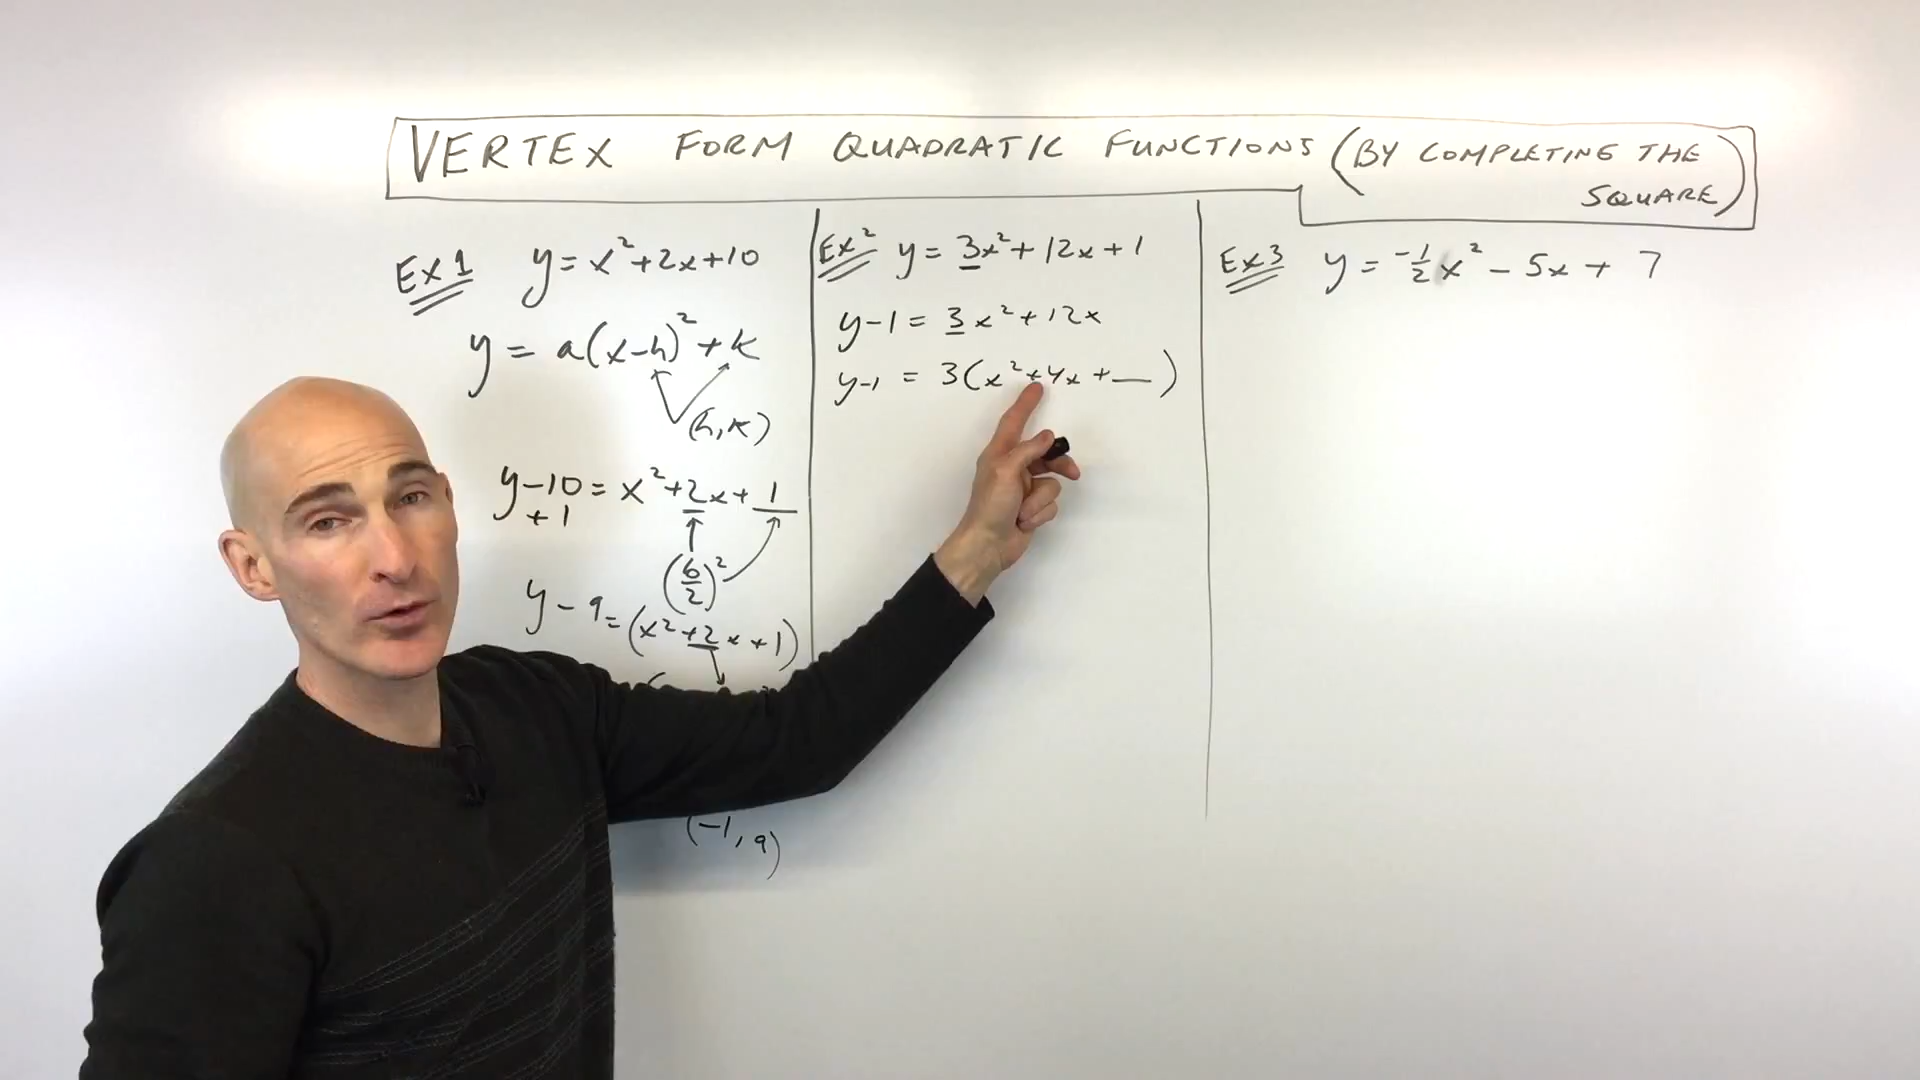 VERTEX FORM QUADRATIC FUNCTIONS (BY COMPLETING THE
SQUARE)
Ex 1 y = x² + 2x + 10
y = a(x-h)² + k
(h, k)
y - 10 = x² + 2x + 1
+ 1
(b/2)²
y - 9 = (x² + 2x + 1)
(-1, 9)
Ex 2 y = 3x² + 12x + 1
y - 1 = 3x² + 12x
y - 1 = 3(x² + 4x + __)
Ex 3 y = -1/2 x² - 5x + 7